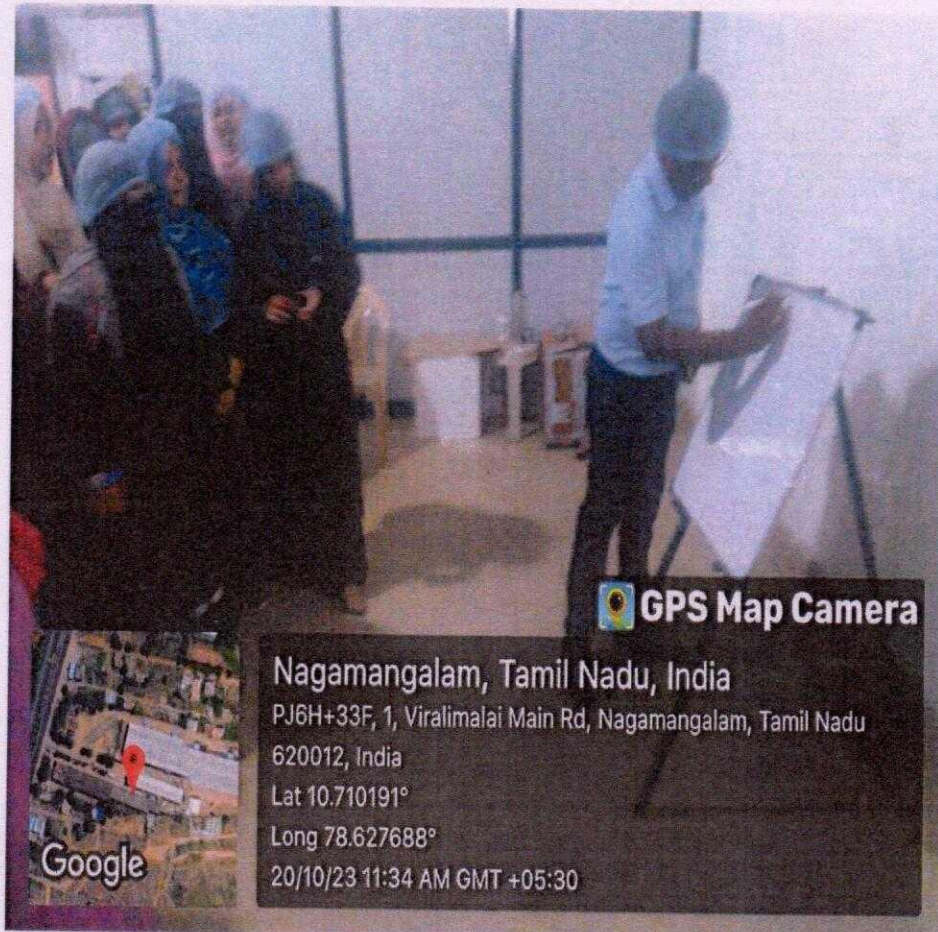 GPS Map Camera
Nagamangalam, Tamil Nadu, India
PJ6H+33F, 1, Viralimalai Main Rd, Nagamangalam, Tamil Nadu
620012, India
Lat 10.710191°
Long 78.627688°
20/10/23 11:34 AM GMT +05:30
Google